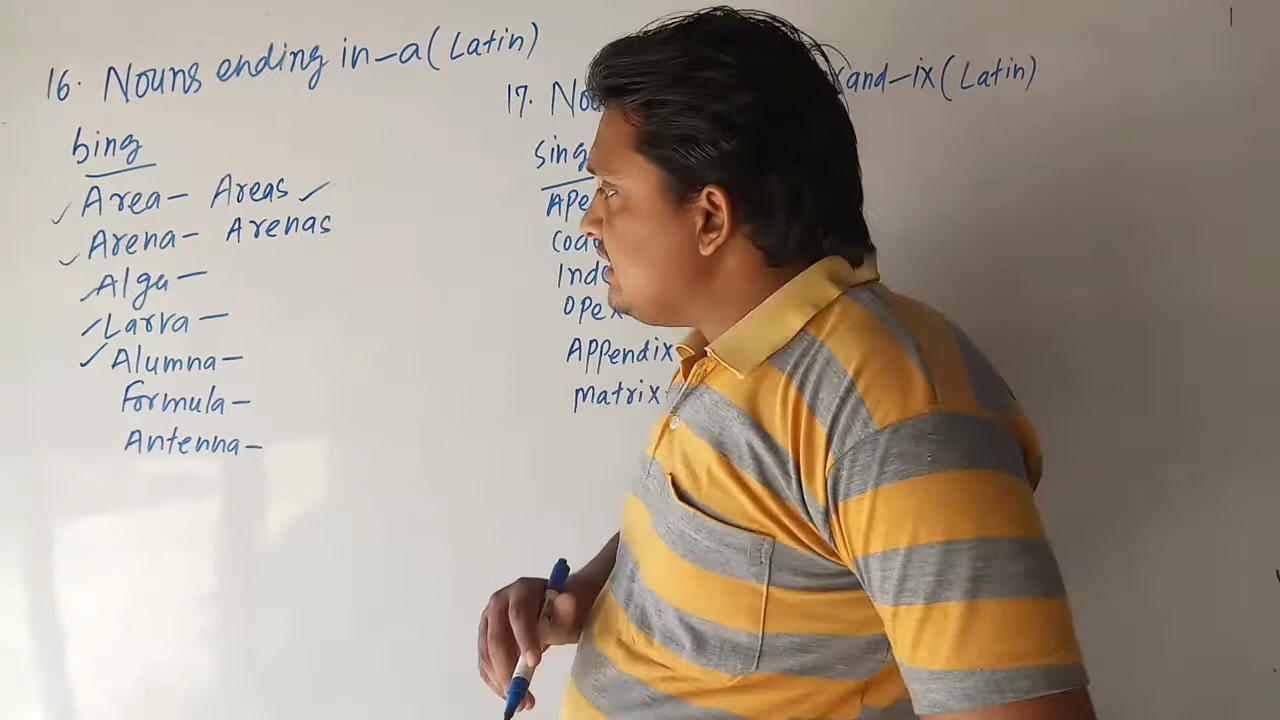 16. Nouns ending in -a (Latin)
Sing
Area - Areas
Arena - Arenas
Alga -
Larva -
Alumna -
Formula -
Antenna -
17. and -ix (Latin)
Sing
Opex
Appendix
Matrix